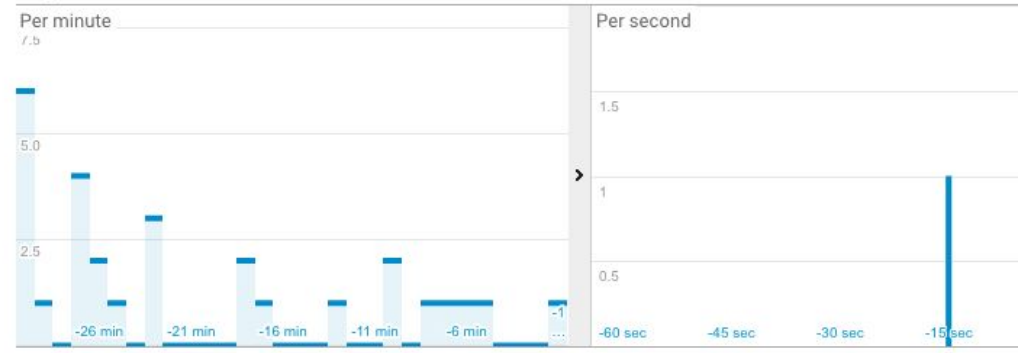 Per minute
7.5
5.0
2.5
-26 min
-21 min
-16 min
-11 min
-6 min
-1
...
Per second
1.5
1
0.5
-60 sec
-45 sec
-30 sec
-15 sec